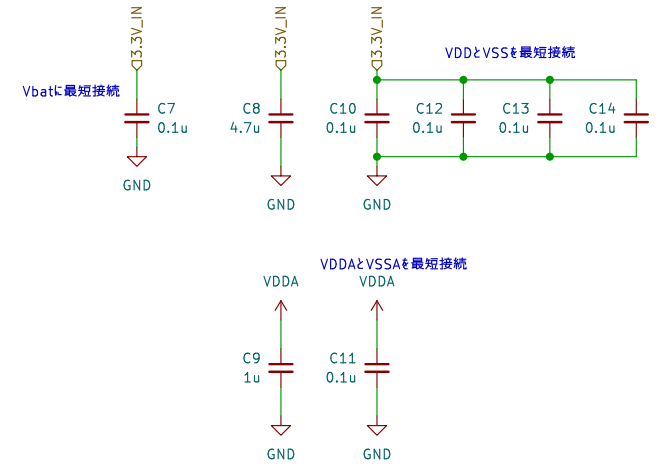 3.3V_IN
3.3V_IN
3.3V_IN
VDDとVSSを最短接続
Vbatに最短接続
C7
0.1u
C8
4.7u
C10
0.1u
C12
0.1u
C13
0.1u
C14
0.1u
GND
GND
GND
VDDAとVSSAを最短接続
VDDA
VDDA
C9
1u
C11
0.1u
GND
GND